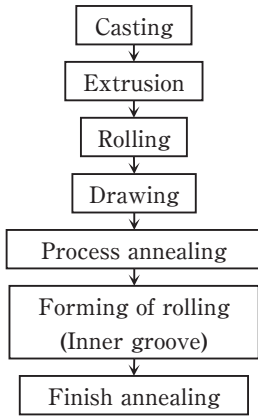 Casting
Extrusion
Rolling
Drawing
Process annealing
Forming of rolling
(Inner groove)
Finish annealing